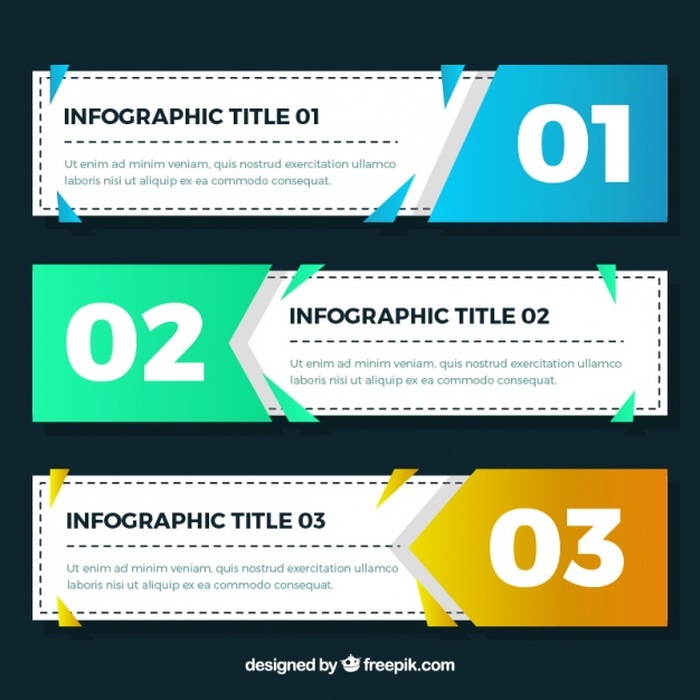 INFOGRAPHIC TITLE 01
Ut enim ad minim veniam, quis nostrud exercitation ullamco
laboris nisi ut aliquip ex ea commodo consequat.
01
02
INFOGRAPHIC TITLE 02
Ut enim ad minim veniam, quis nostrud exercitation ullamco
laboris nisi ut aliquip ex ea commodo consequat.
INFOGRAPHIC TITLE 03
Ut enim ad minim veniam, quis nostrud exercitation ullamco
laboris nisi ut aliquip ex ea commodo consequat.
03
designed by freepik.com